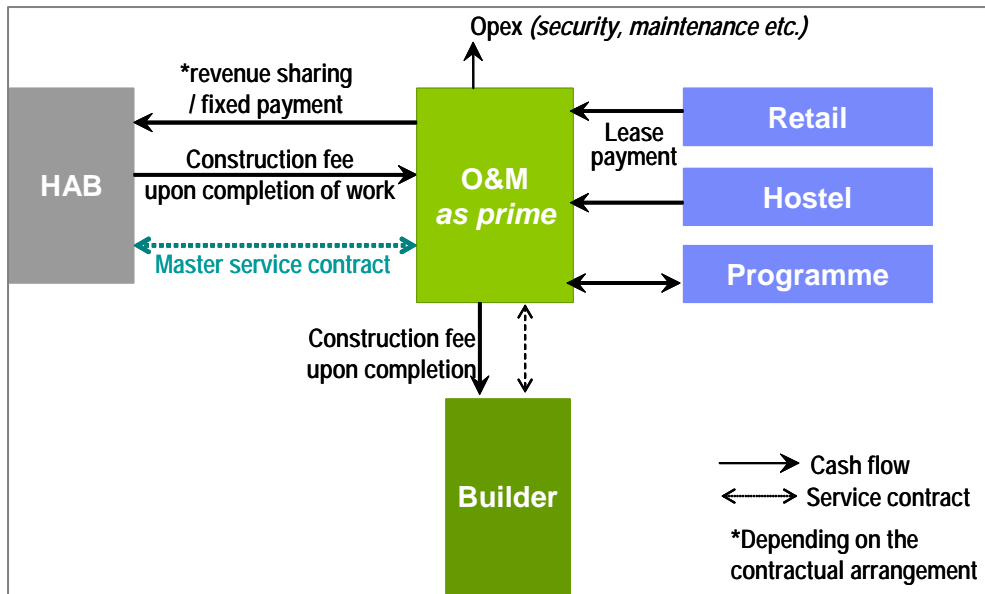 Opex (security, maintenance etc.)
*revenue sharing
/ fixed payment
Retail
Lease
payment
Construction fee
upon completion of work
HAB
O&M
as prime
Hostel
Master service contract
Programme
Construction fee
upon completion
Builder
Cash flow
Service contract
*Depending on the
contractual arrangement